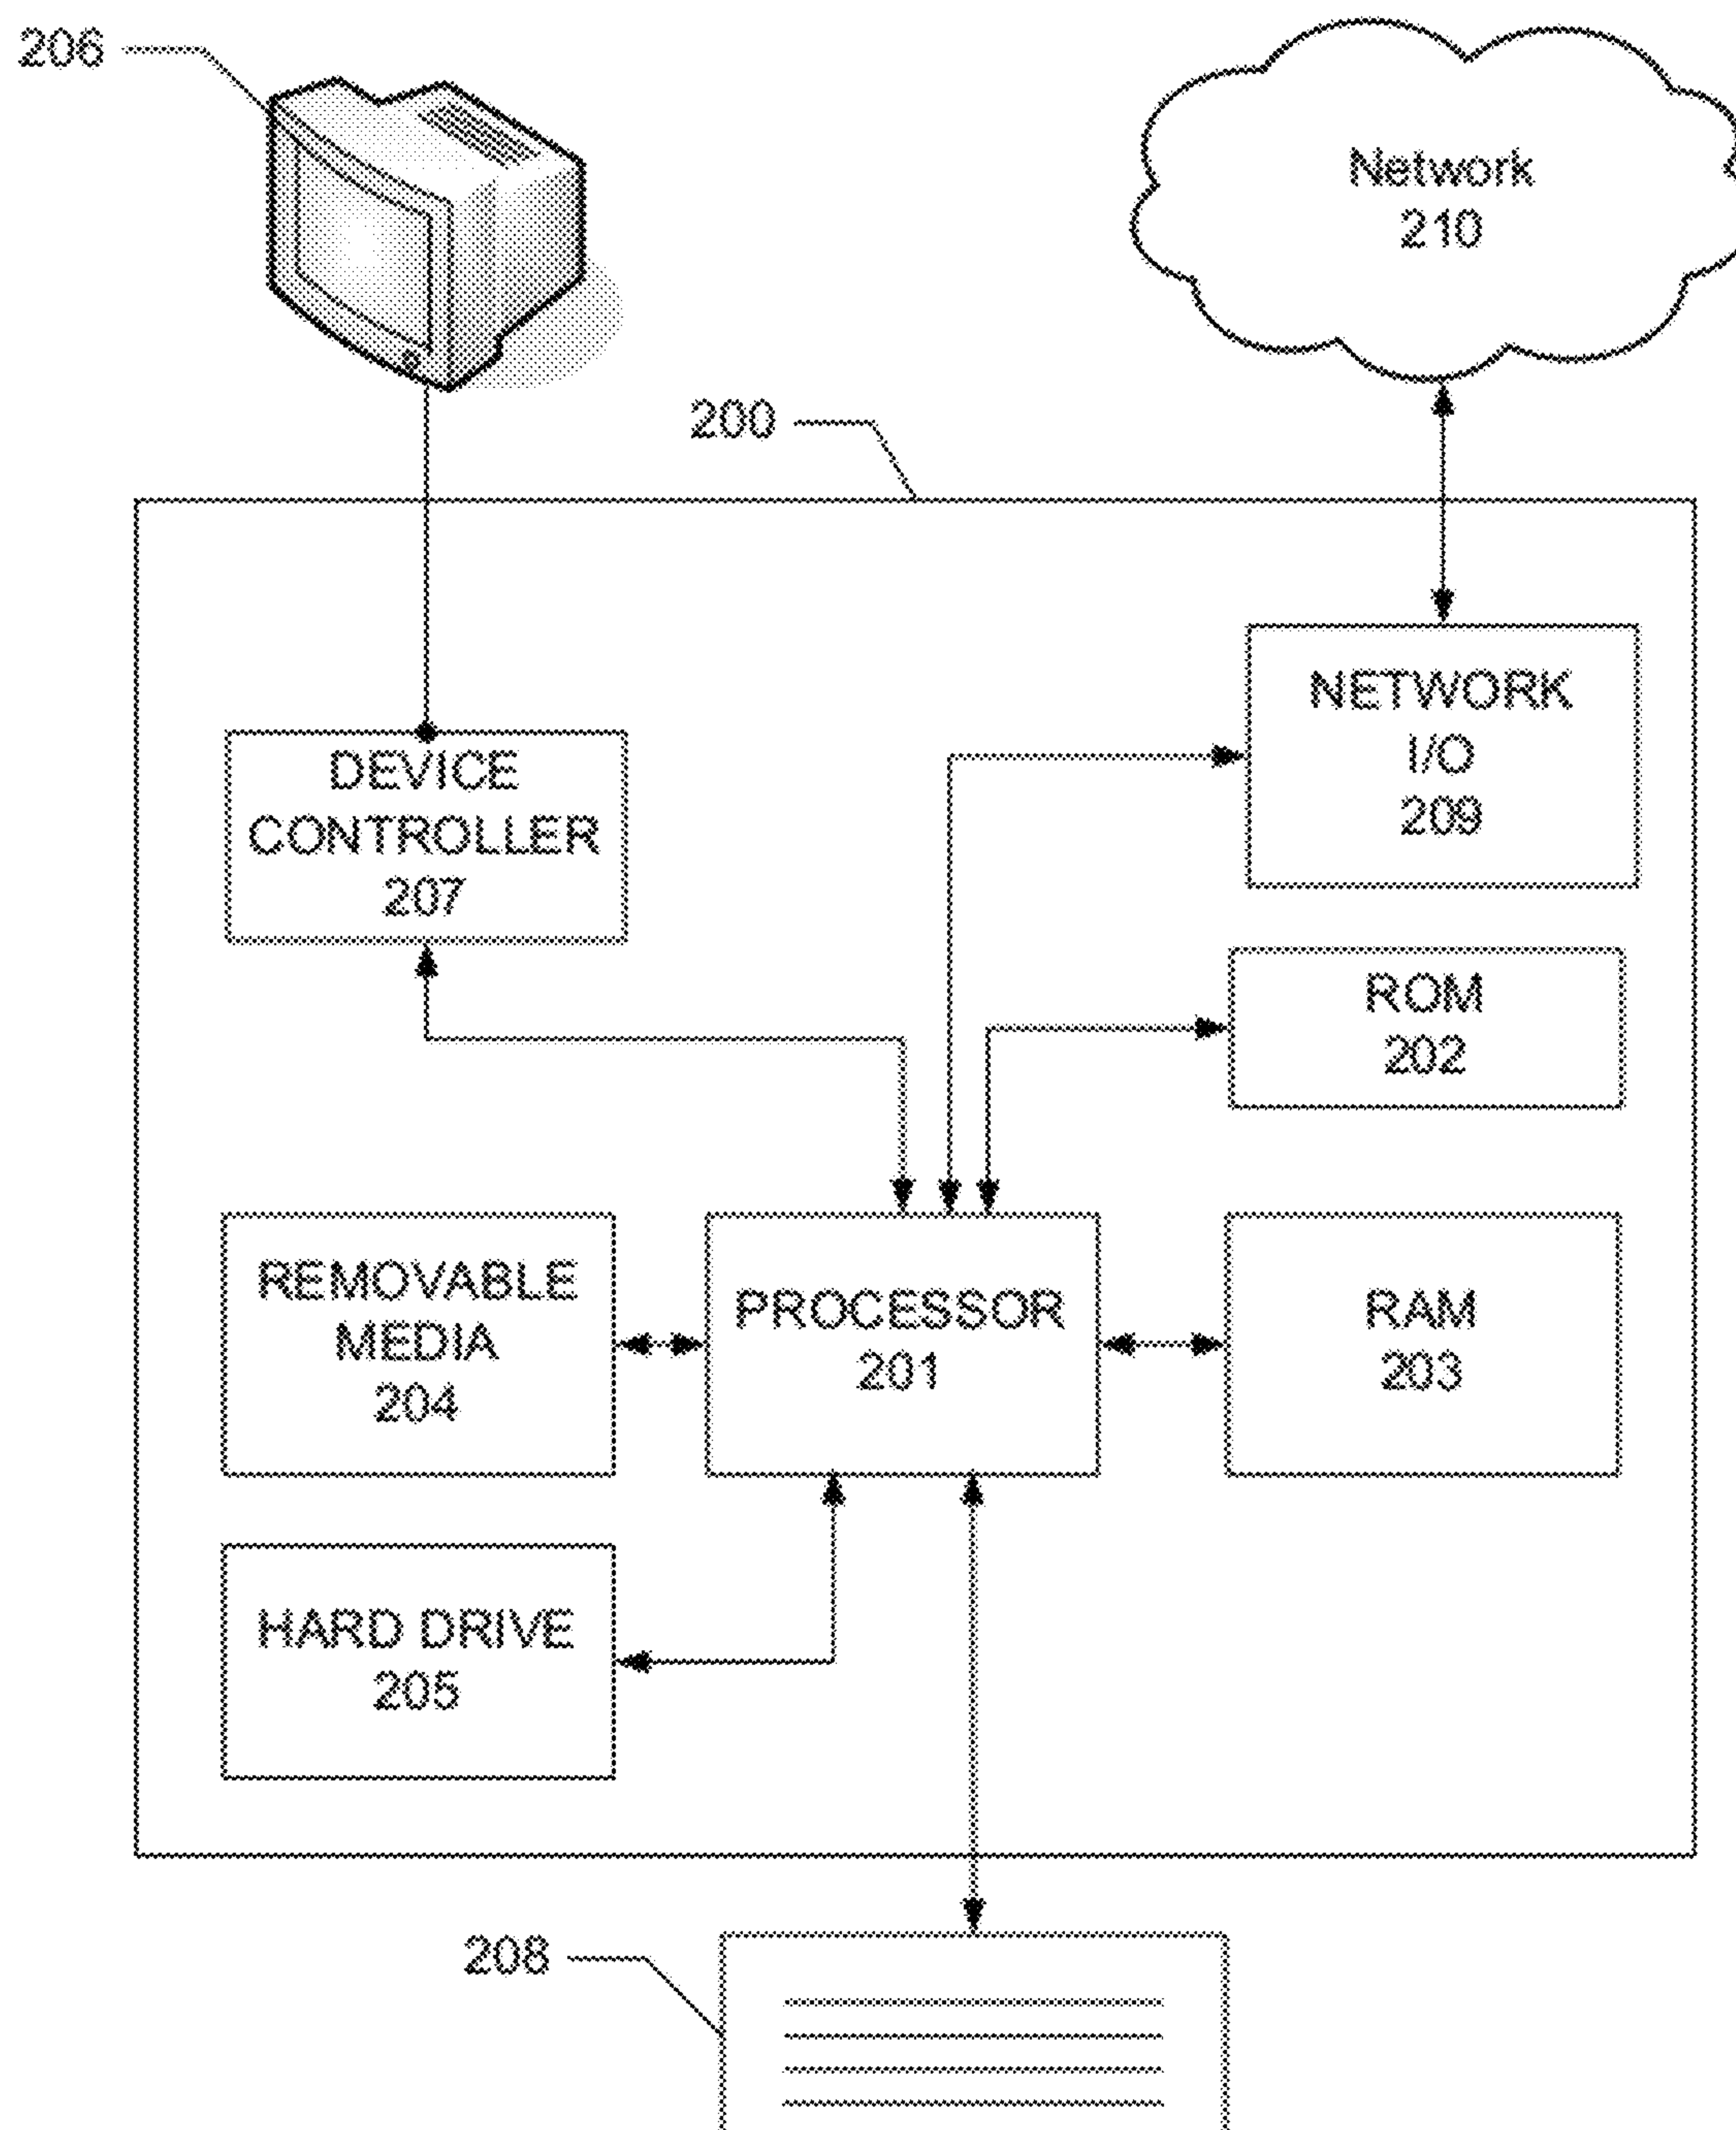 206
Network
210
200
NETWORK
I/O
209
DEVICE
CONTROLLER
207
ROM
202
REMOVABLE
MEDIA
204
PROCESSOR
201
RAM
203
HARD DRIVE
205
208